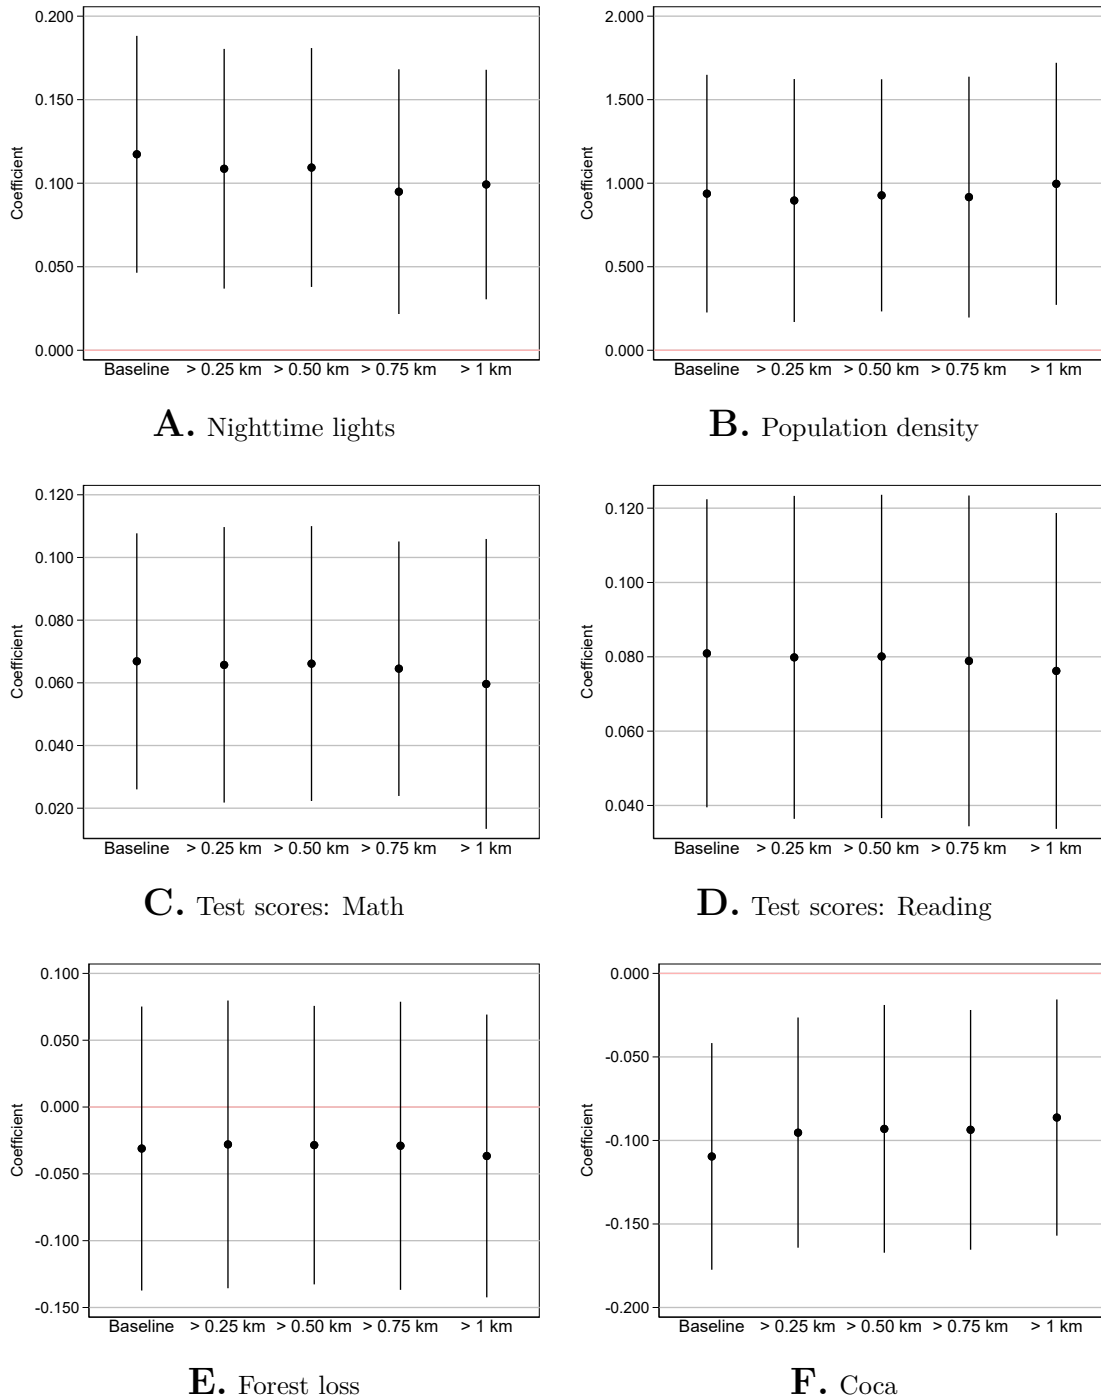 0.200
0.150
0.100
0.050
0.000
Coefficient
Baseline > 0.25 km > 0.50 km > 0.75 km > 1 km
A. Nighttime lights
2.000
1.500
1.000
0.500
0.000
Coefficient
Baseline > 0.25 km > 0.50 km > 0.75 km > 1 km
B. Population density
0.120
0.100
0.080
0.060
0.040
0.020
Coefficient
Baseline > 0.25 km > 0.50 km > 0.75 km > 1 km
C. Test scores: Math
0.120
0.100
0.080
0.060
0.040
Coefficient
Baseline > 0.25 km > 0.50 km > 0.75 km > 1 km
D. Test scores: Reading
0.100
0.050
0.000
-0.050
-0.100
-0.150
Coefficient
Baseline > 0.25 km > 0.50 km > 0.75 km > 1 km
E. Forest loss
0.000
-0.050
-0.100
-0.150
-0.200
Coefficient
Baseline > 0.25 km > 0.50 km > 0.75 km > 1 km
F. Coca